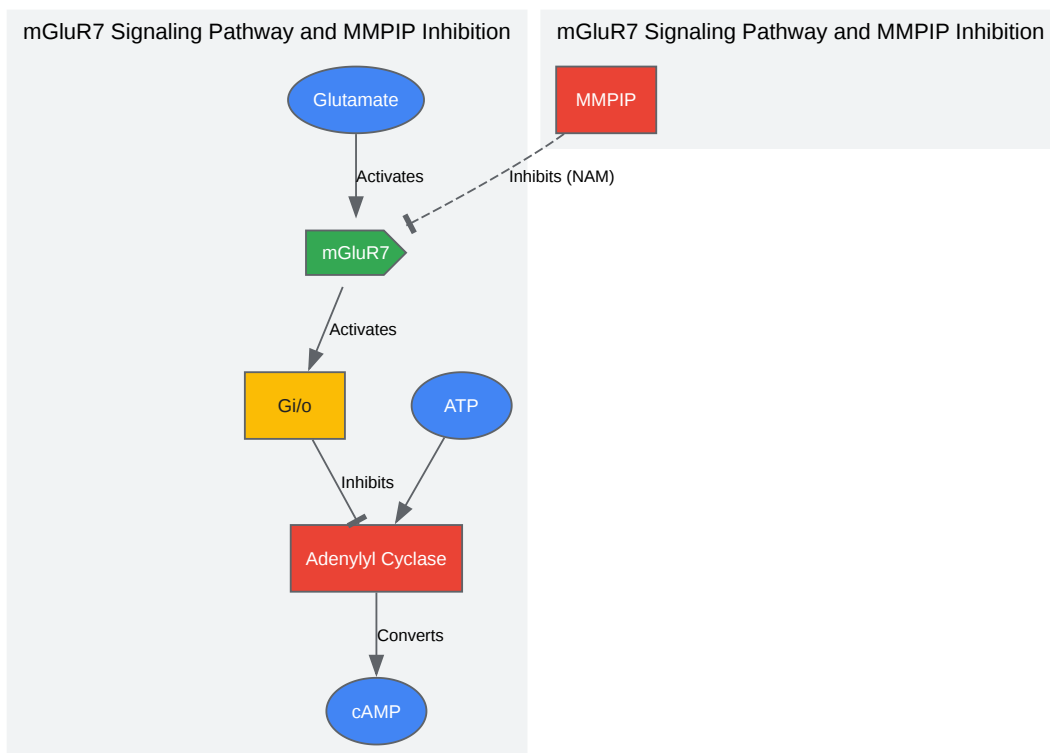 mGluR7 Signaling Pathway and MMPIP Inhibition
mGluR7 Signaling Pathway and MMPIP Inhibition
Glutamate
MMPIP
Activates
Inhibits (NAM)
mGluR7
Activates
Gi/o
ATP
Inhibits
Adenylyl Cyclase
Converts
cAMP